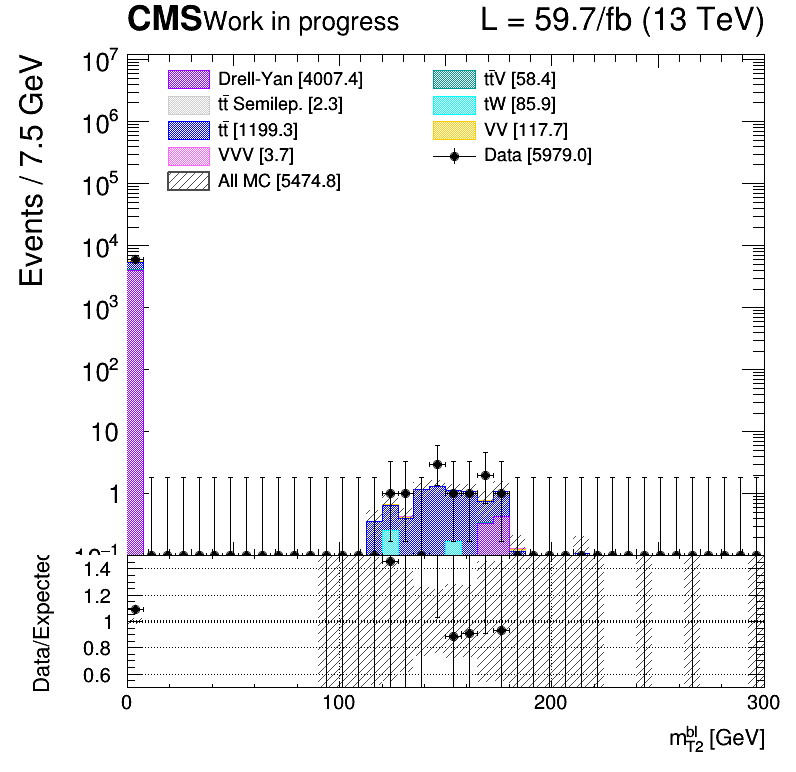 CMS Work in progress L = 59.7/fb (13 TeV)
Events / 7.5 GeV
10⁷
10⁶
10⁵
10⁴
10³
10²
10
1
10⁻¹
Drell-Yan [4007.4]
tt̄ Semilep. [2.3]
tt̄ [1199.3]
VVV [3.7]
All MC [5474.8]
tt̄V [58.4]
tW [85.9]
VV [117.7]
Data [5979.0]
Data/Expected
1.4
1.2
1
0.8
0.6
0 100 200 300
m_{T2}^{bl} [GeV]